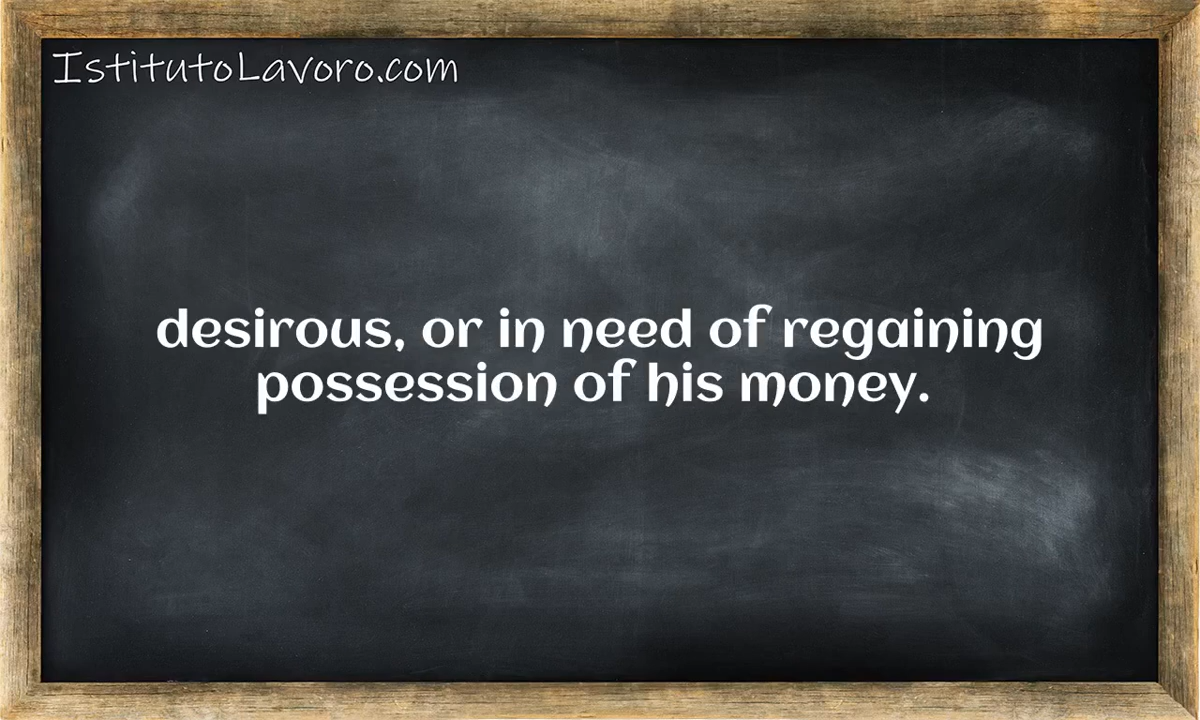 IstitutoLavoro.com
desirous, or in need of regaining
possession of his money.